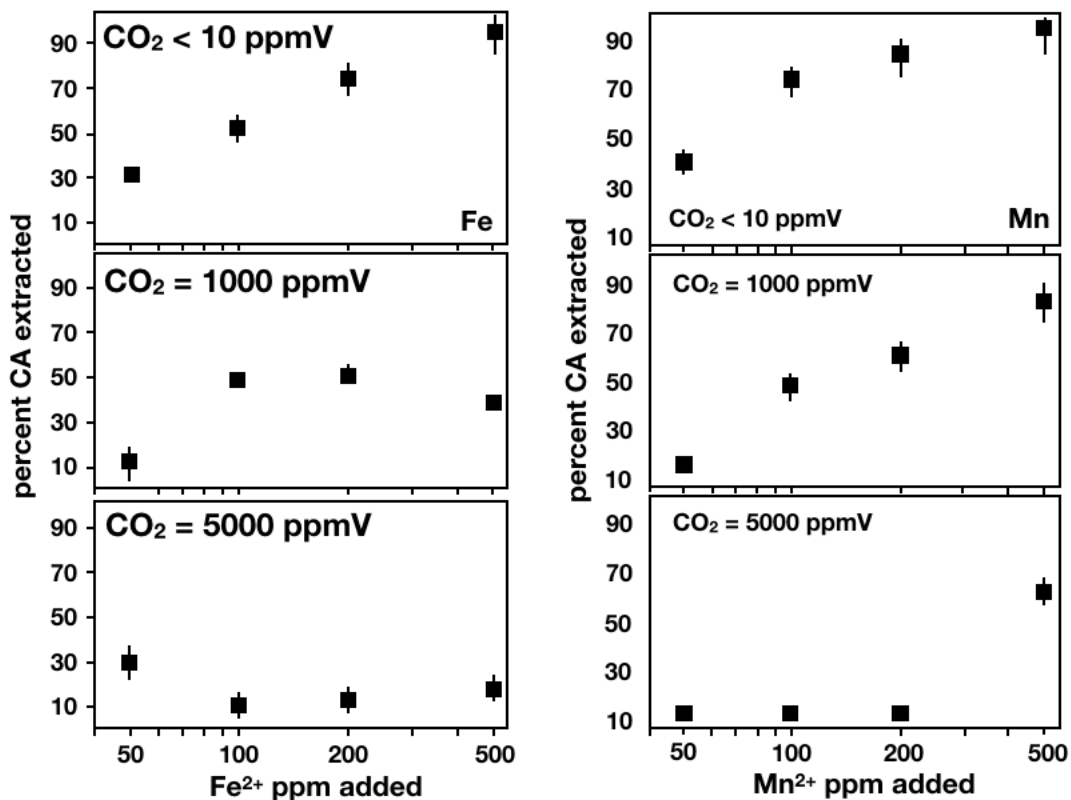 percent CA extracted
CO₂ < 10 ppmV
90
70
50
30
10
Fe
CO₂ = 1000 ppmV
90
70
50
30
10
CO₂ = 5000 ppmV
90
70
50
30
10
50 100 200 500
Fe²⁺ ppm added
percent CA extracted
90
70
50
30
10
CO₂ < 10 ppmV
Mn
CO₂ = 1000 ppmV
90
70
50
30
10
CO₂ = 5000 ppmV
90
70
50
30
10
50 100 200 500
Mn²⁺ ppm added